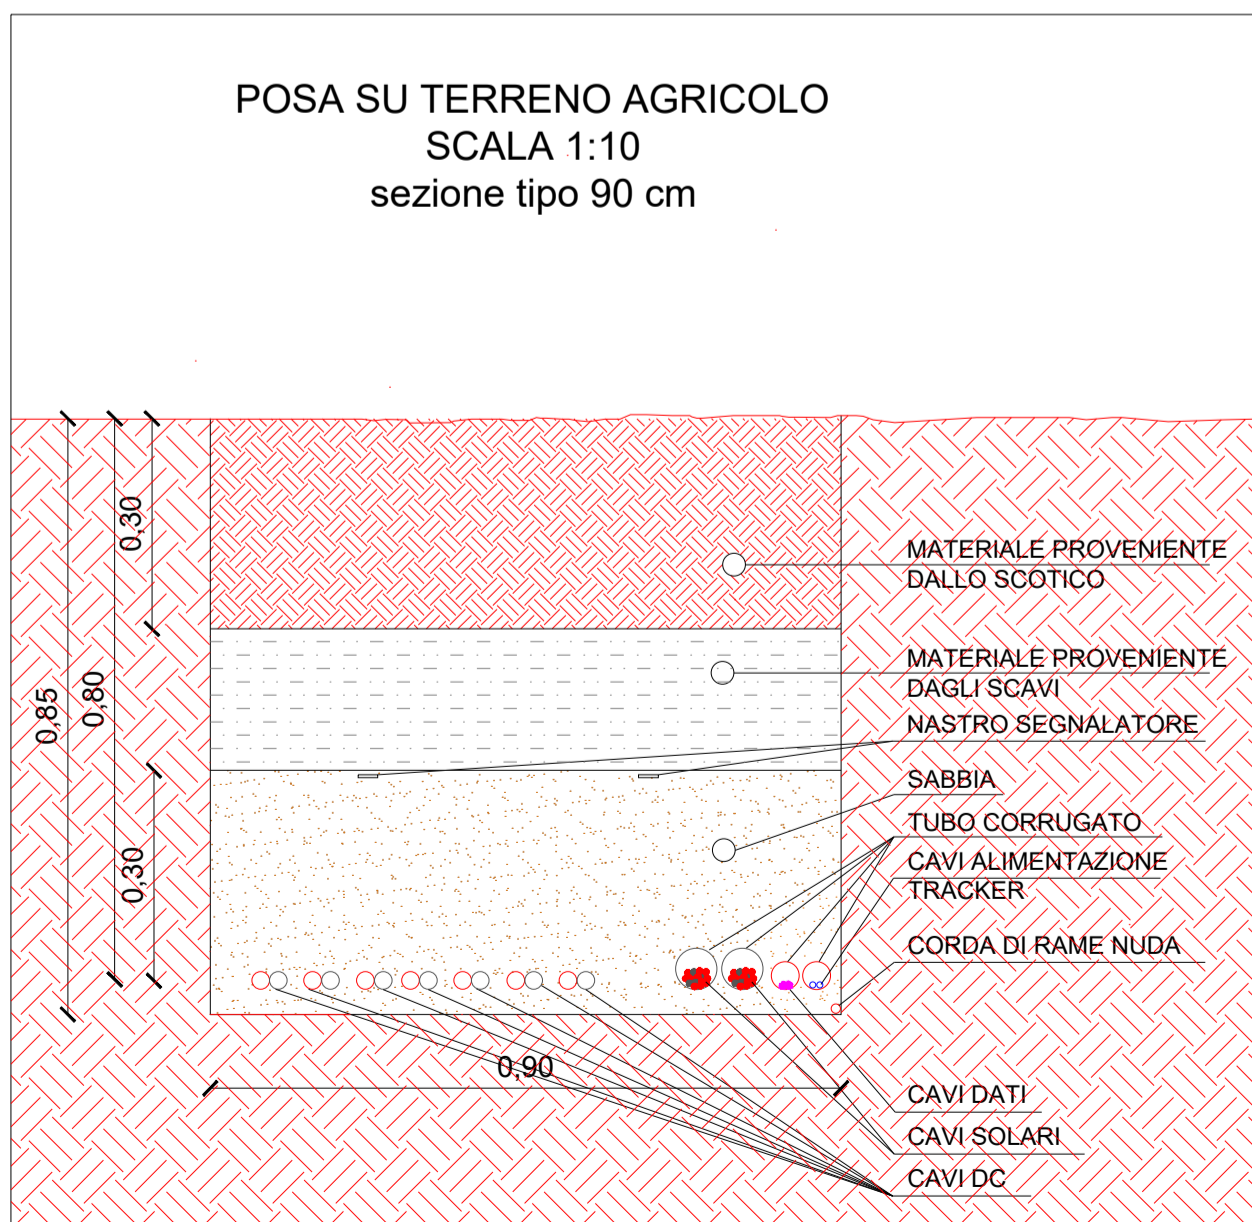 POSA SU TERRENO AGRICOLO
SCALA 1:10
sezione tipo 90 cm
0,30
0,80
0,85
0,30
0,90
MATERIALE PROVENIENTE
DALLO SCOTICO
MATERIALE PROVENIENTE
DAGLI SCAVI
NASTRO SEGNALATORE
SABBIA
TUBO CORRUGATO
CAVI ALIMENTAZIONE
TRACKER
CORDA DI RAME NUDA
CAVI DATI
CAVI SOLARI
CAVI DC